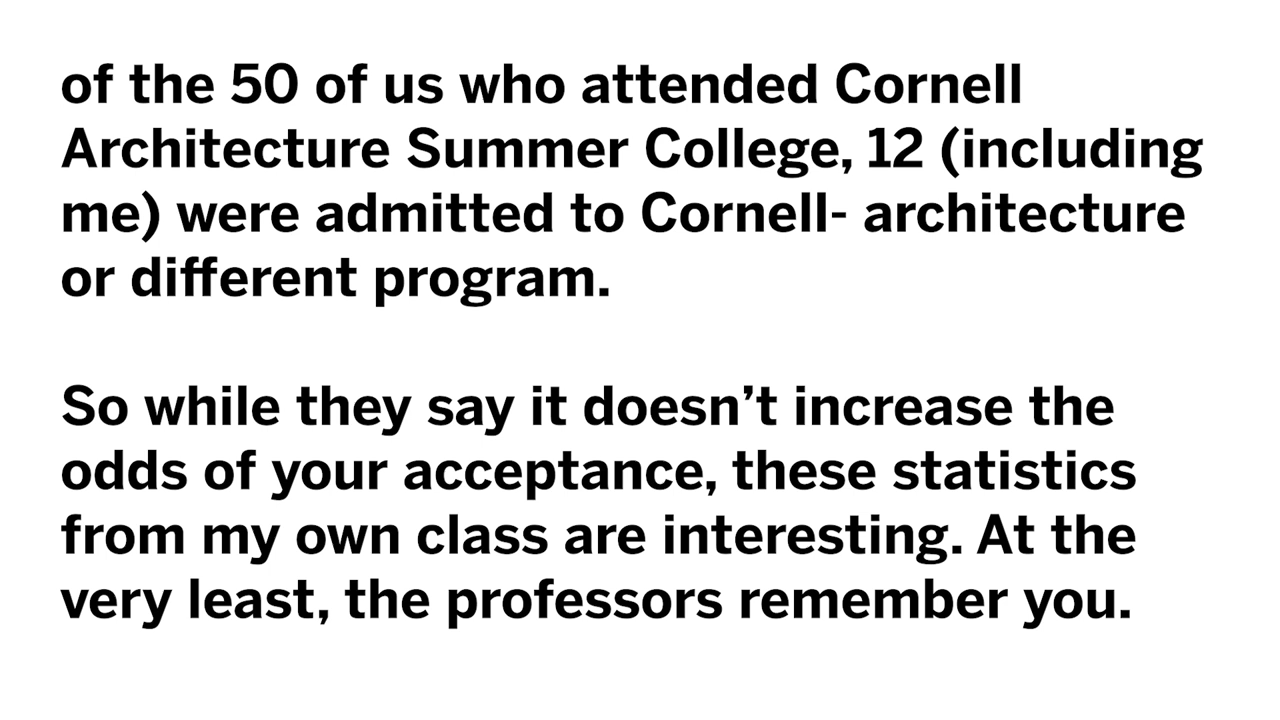 of the 50 of us who attended Cornell
Architecture Summer College, 12 (including
me) were admitted to Cornell- architecture
or different program.
So while they say it doesn’t increase the
odds of your acceptance, these statistics
from my own class are interesting. At the
very least, the professors remember you.